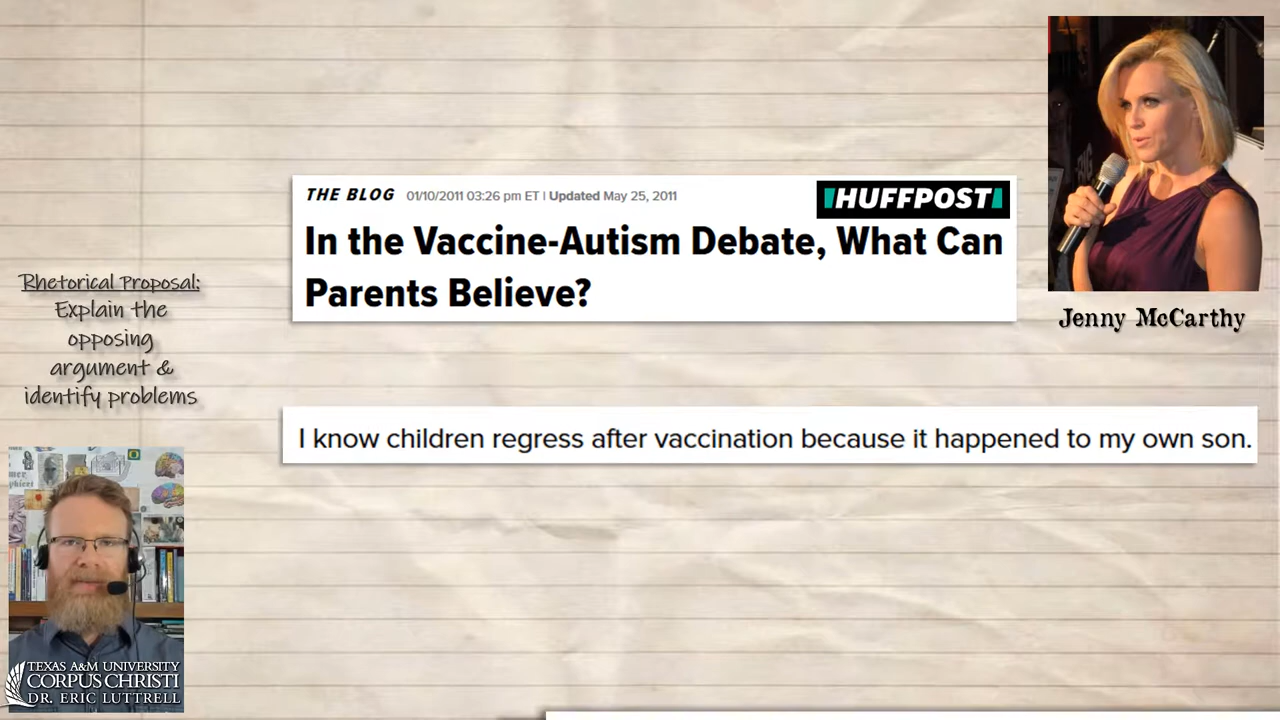 THE BLOG 01/10/2011 03:26 pm ET | Updated May 25, 2011
HUFFPOST
In the Vaccine-Autism Debate, What Can
Parents Believe?
Jenny McCarthy
Rhetorical Proposal:
Explain the
opposing
argument &
identify problems
I know children regress after vaccination because it happened to my own son.
TEXAS A&M UNIVERSITY
CORPUS CHRISTI
DR. ERIC LUTTRELL